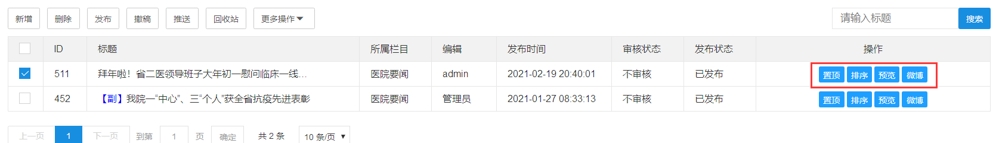 新增 删除 发布 撤稿 推送 回收站 更多操作 请输入标题 搜索
ID 标题 所属栏目 编辑 发布时间 审核状态 发布状态 操作
511 拜年啦！省二医领导班子大年初一慰问临床一线... 医院要闻 admin 2021-02-19 20:40:01 不审核 已发布 置顶 排序 预览 微博
452 【副】我院一“中心”、三“个人”获全省抗疫先进表彰 医院要闻 管理员 2021-01-27 08:33:13 不审核 已发布 置顶 排序 预览 微博
上一页 1 下一页 到第 1 页 确定 共 2 条 10 条/页